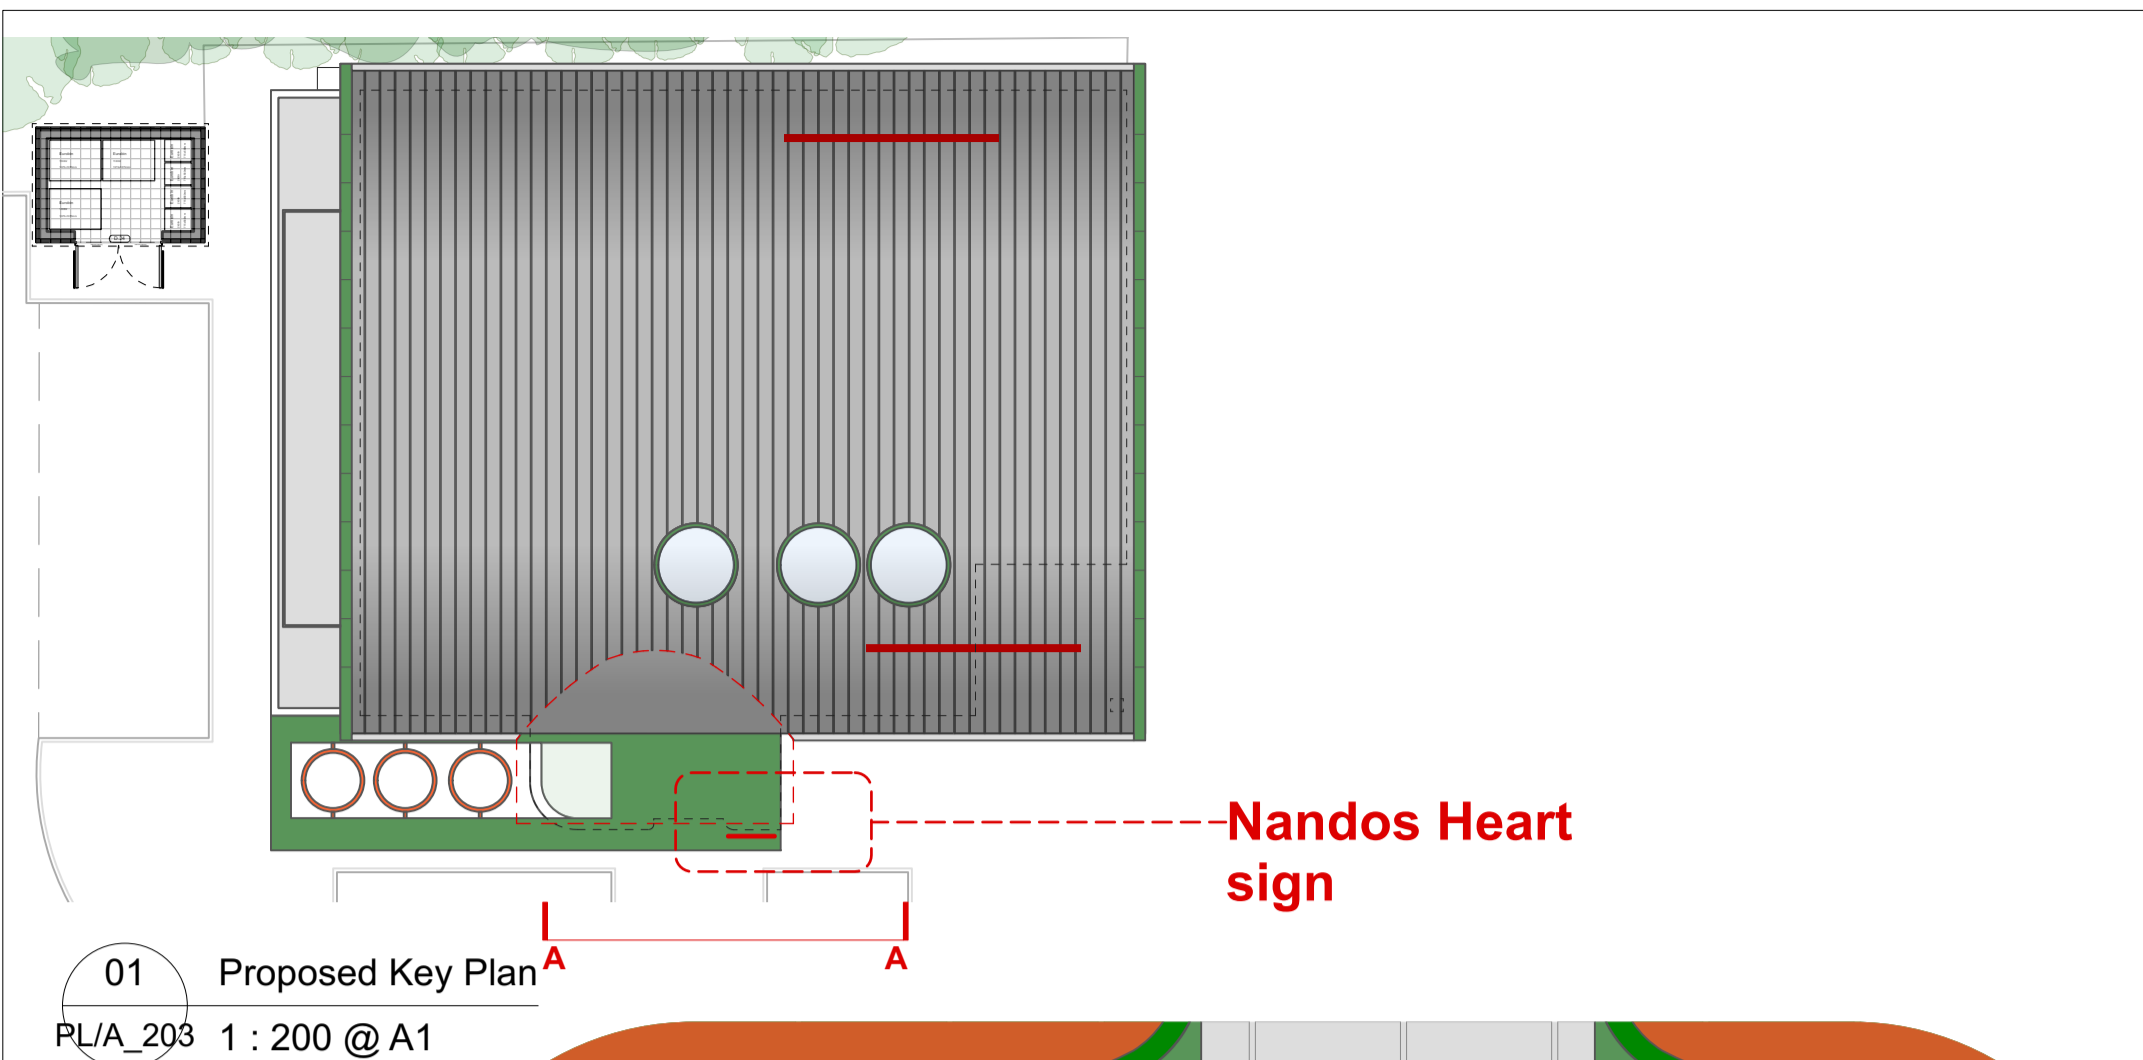 Nandos Heart
sign
A A
01 Proposed Key Plan
PL/A_203 1 : 200 @ A1